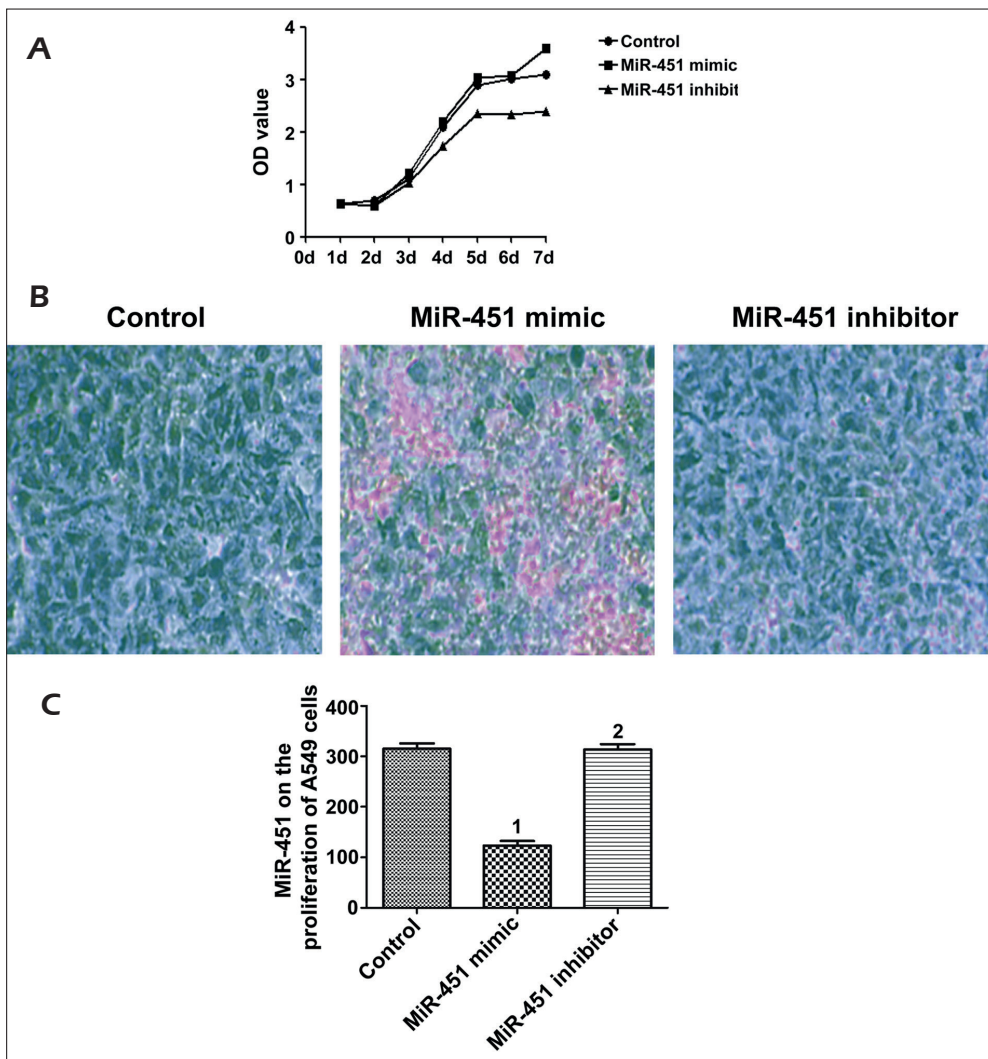 A
4
3
2
1
0
OD value
0d 1d 2d 3d 4d 5d 6d 7d
Control
MiR-451 mimic
MiR-451 inhibit
B
Control
MiR-451 mimic
MiR-451 inhibitor
C
MiR-451 on the
proliferation of A549 cells
400
300
200
100
0
1
2
Control
MiR-451 mimic
MiR-451 inhibitor